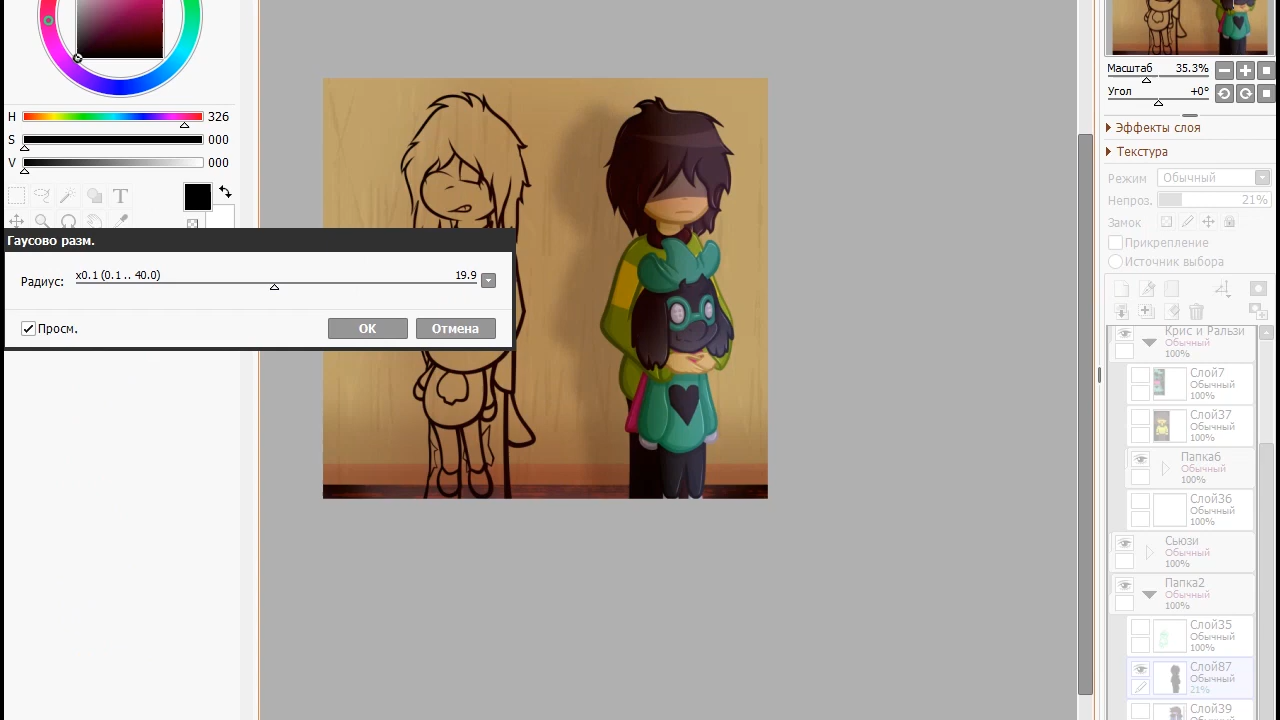 H 326
S 000
V 000
T
Гаусово разм.
Радиус: x0.1 (0.1 .. 40.0) 19.9
Просм.
OK
Отмена
Масштаб 35.3%
Угол +0°
Эффекты слоя
Текстура
Режим Обычный
Непроз. 21%
Замок
Прикрепление
Источник выбора
Крис и Ральзи
Обычный
100%
Слой7
Обычный
100%
Слой37
Обычный
100%
Папка6
Обычный
100%
Слой36
Обычный
100%
Сьюзи
Обычный
100%
Папка2
Обычный
100%
Слой35
Обычный
100%
Слой87
Обычный
21%
Слой39
Обычный